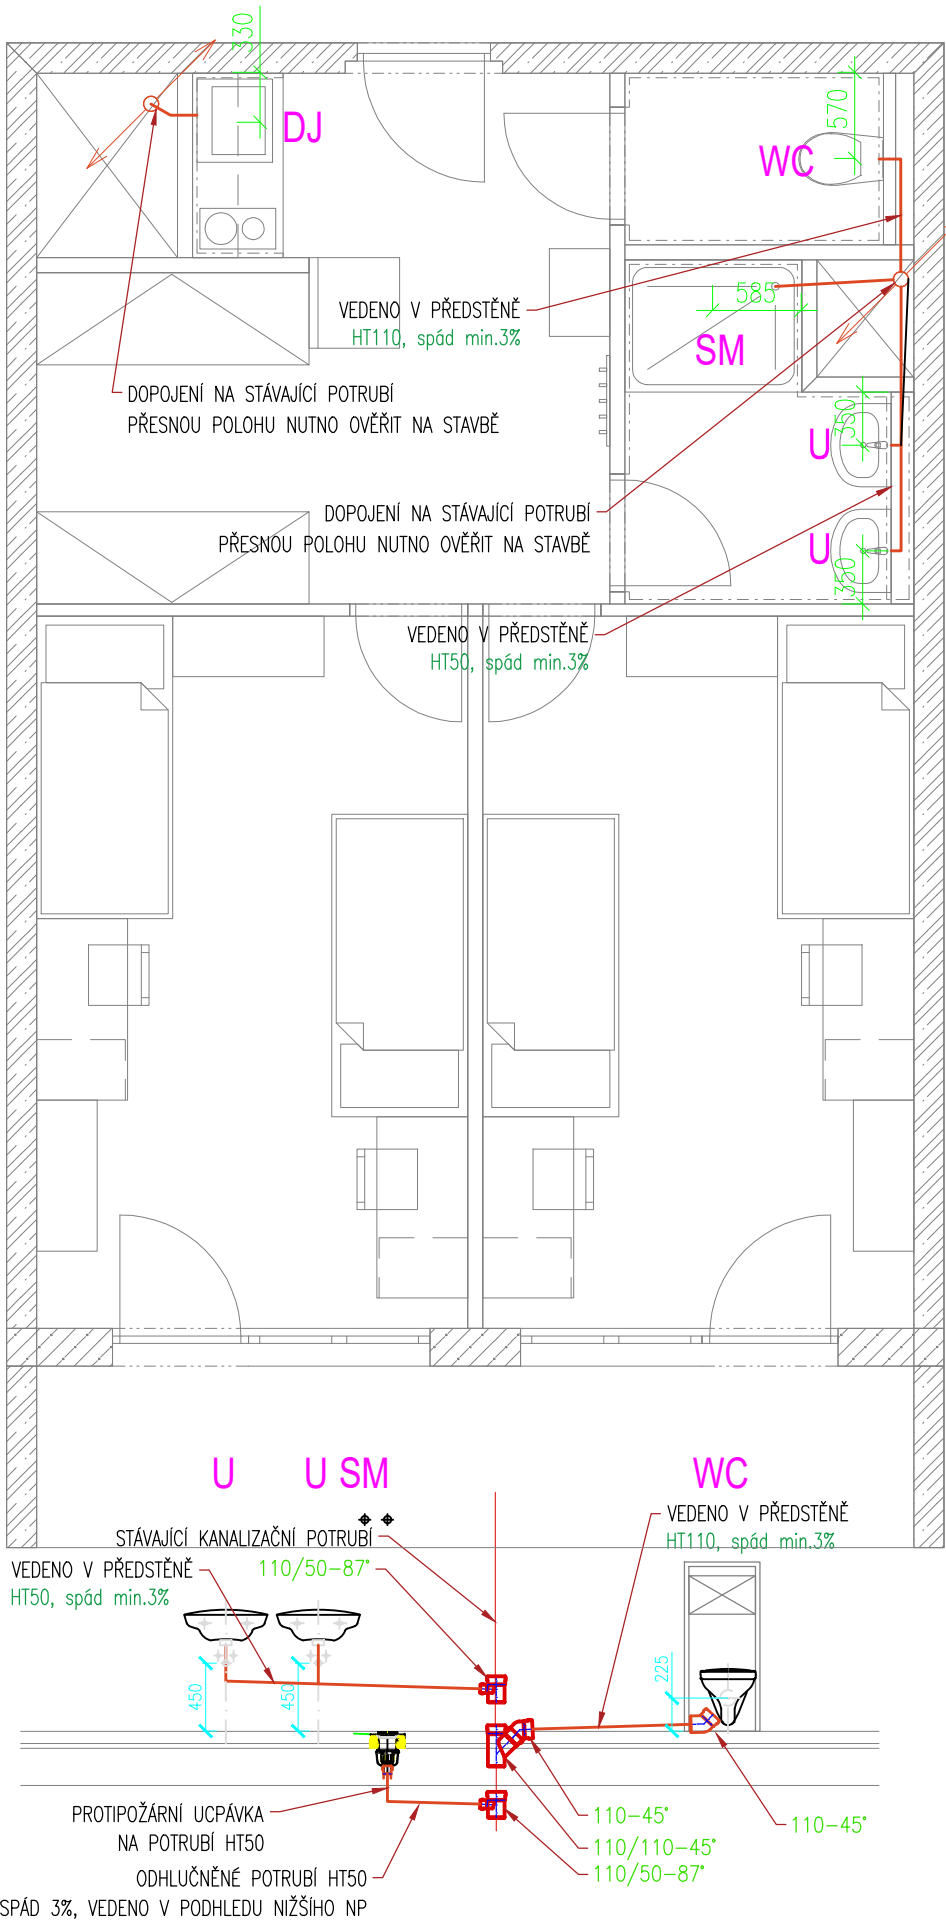 330
DJ
570
WC
VEDENO V PŘEDSTĚNĚ
HT110, spád min.3%
585
SM
DOPOJENÍ NA STÁVAJÍCÍ POTRUBÍ
PŘESNOU POLOHU NUTNO OVĚŘIT NA STAVBĚ
350
U
DOPOJENÍ NA STÁVAJÍCÍ POTRUBÍ
PŘESNOU POLOHU NUTNO OVĚŘIT NA STAVBĚ
U
350
VEDENO V PŘEDSTĚNĚ
HT50, spád min.3%
U
U SM
WC
VEDENO V PŘEDSTĚNĚ
HT110, spád min.3%
STÁVAJÍCÍ KANALIZAČNÍ POTRUBÍ
110/50-87°
VEDENO V PŘEDSTĚNĚ
HT50, spád min.3%
450
450
225
PROTIPOŽÁRNÍ UCPÁVKA
NA POTRUBÍ HT50
110-45°
110-45°
110/110-45°
110/50-87°
ODHLUČNĚNÉ POTRUBÍ HT50
SPÁD 3%, VEDENO V PODHLEDU NIŽŠÍHO NP